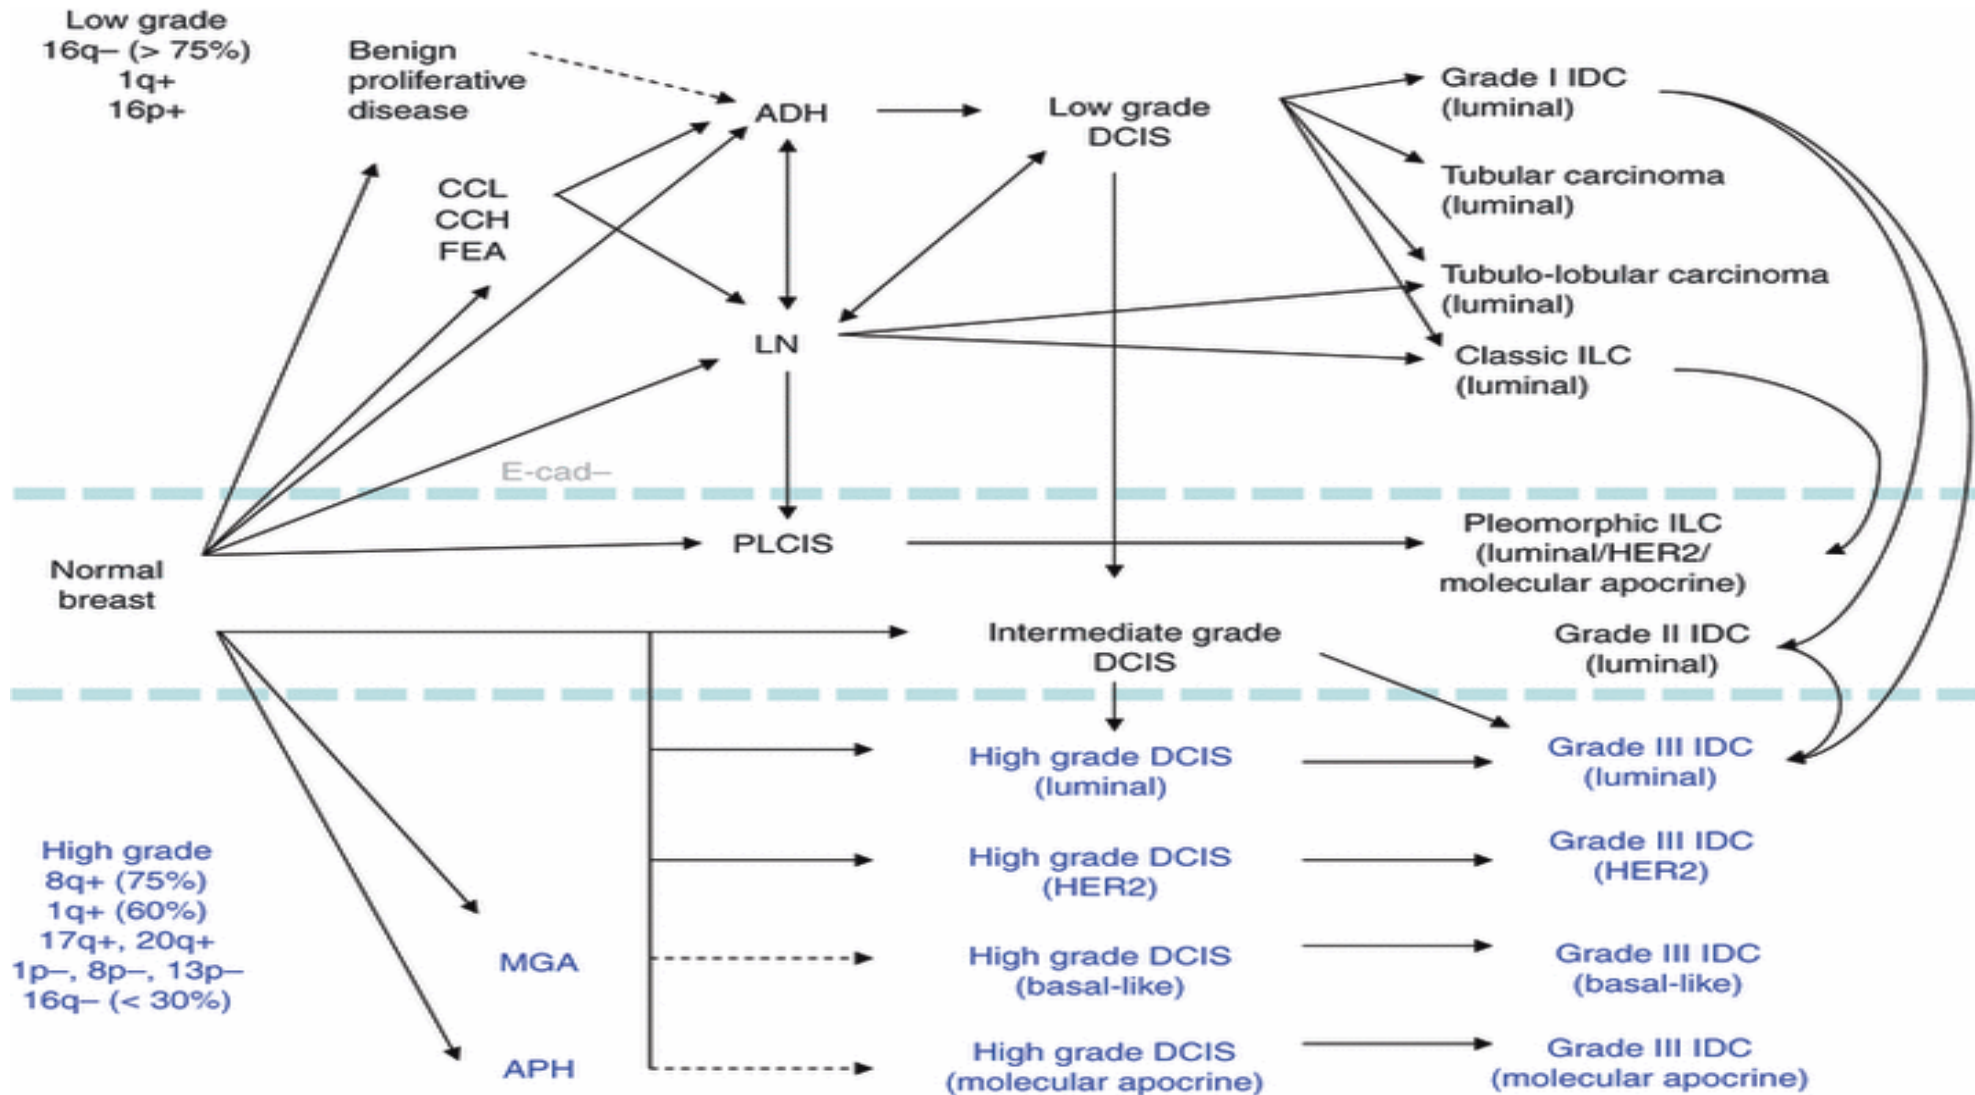 Low grade
16q– (> 75%)
1q+
16p+
Benign
proliferative
disease
CCL
CCH
FEA
ADH
LN
E-cad–
PLCIS
Low grade
DCIS
Grade I IDC
(luminal)
Tubular carcinoma
(luminal)
Tubulo-lobular carcinoma
(luminal)
Classic ILC
(luminal)
Pleomorphic ILC
(luminal/HER2/
molecular apocrine)
Normal
breast
Intermediate grade
DCIS
Grade II IDC
(luminal)
High grade DCIS
(luminal)
Grade III IDC
(luminal)
High grade
8q+ (75%)
1q+ (60%)
17q+, 20q+
1p–, 8p–, 13p–
16q– (< 30%)
High grade DCIS
(HER2)
Grade III IDC
(HER2)
MGA
High grade DCIS
(basal-like)
Grade III IDC
(basal-like)
APH
High grade DCIS
(molecular apocrine)
Grade III IDC
(molecular apocrine)